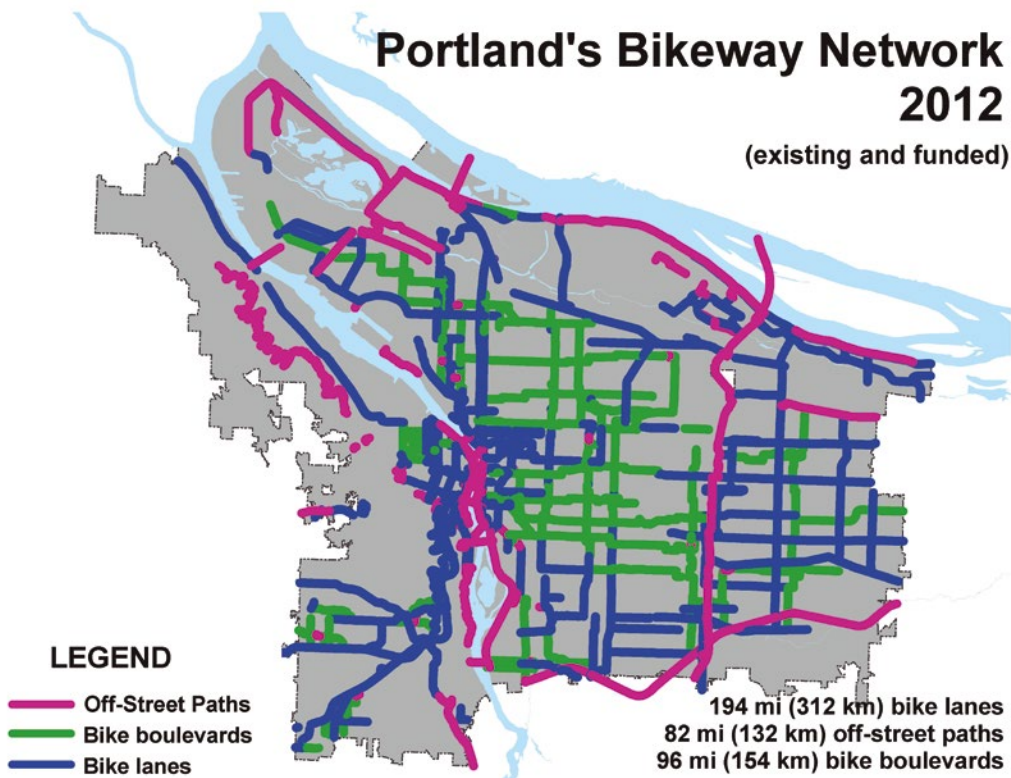 Portland's Bikeway Network
2012
(existing and funded)
LEGEND
Off-Street Paths
Bike boulevards
Bike lanes
194 mi (312 km) bike lanes
82 mi (132 km) off-street paths
96 mi (154 km) bike boulevards